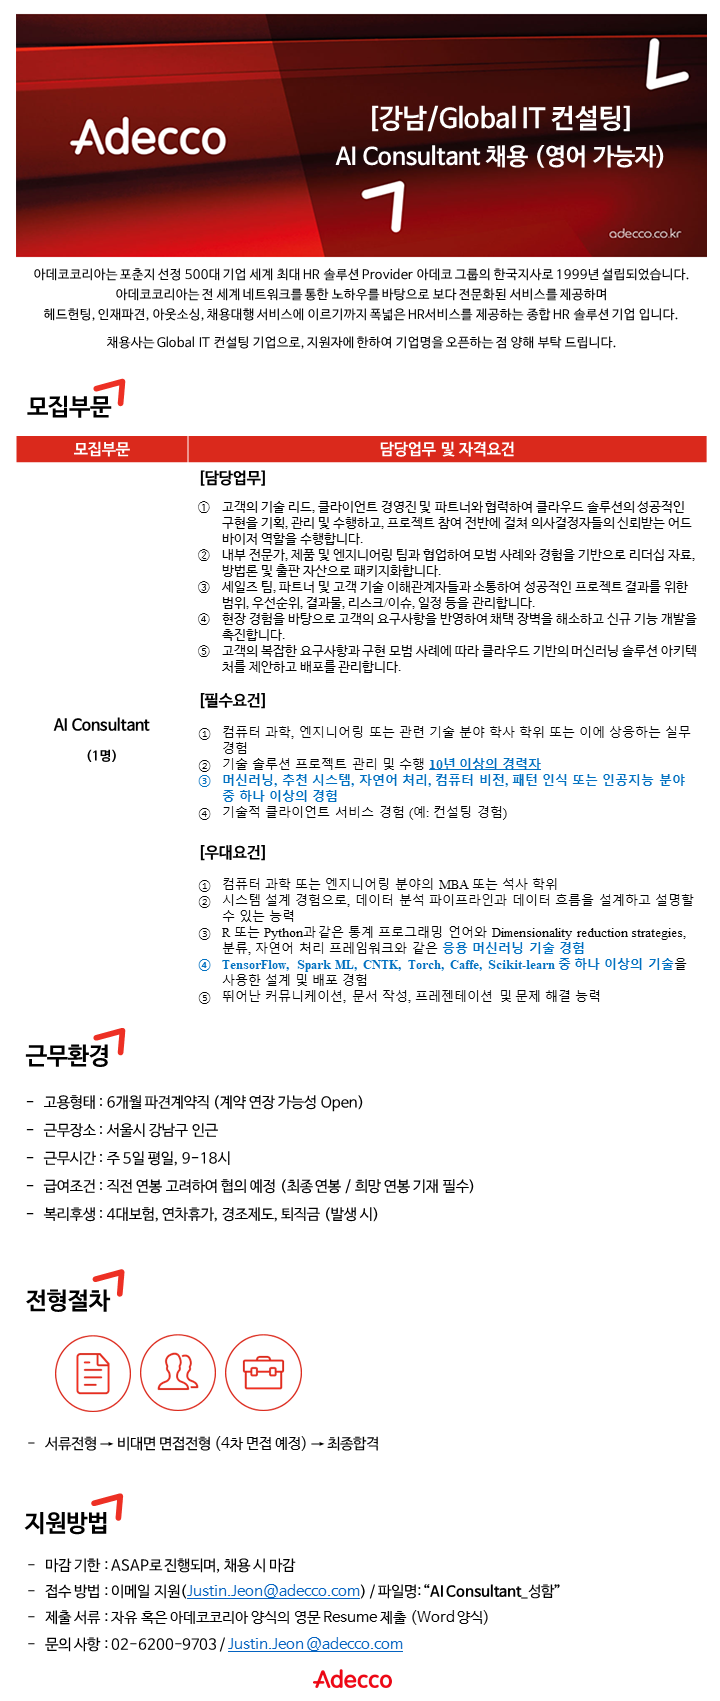 Adecco
[강남/Global IT 컨설팅]
AI Consultant 채용 (영어 가능자)
adecco.co.kr
아데코코리아는 포춘지 선정 500대 기업 세계 최대 HR 솔루션 Provider 아데코 그룹의 한국지사로 1999년 설립되었습니다.
아데코코리아는 전 세계 네트워크를 통한 노하우를 바탕으로 보다 전문화된 서비스를 제공하며
헤드헌팅, 인재파견, 아웃소싱, 채용대행 서비스에 이르기까지 폭넓은 HR서비스를 제공하는 종합 HR 솔루션 기업 입니다.
채용사는 Global IT 컨설팅 기업으로, 지원자에 한하여 기업명을 오픈하는 점 양해 부탁 드립니다.
모집부문
모집부문 담당업무 및 자격요건
AI Consultant
(1명)
[담당업무]
① 고객의 기술 리드, 클라이언트 경영진 및 파트너와 협력하여 클라우드 솔루션의 성공적인
구현을 기획, 관리 및 수행하고, 프로젝트 참여 전반에 걸쳐 의사결정자들의 신뢰받는 어드
바이저 역할을 수행합니다.
② 내부 전문가, 제품 및 엔지니어링 팀과 협업하여 모범 사례와 경험을 기반으로 리더십 자료,
방법론 및 출판 자산으로 패키지화합니다.
③ 세일즈 팀, 파트너 및 고객 기술 이해관계자들과 소통하여 성공적인 프로젝트 결과를 위한
범위, 우선순위, 결과물, 리스크/이슈, 일정 등을 관리합니다.
④ 현장 경험을 바탕으로 고객의 요구사항을 반영하여 채택 장벽을 해소하고 신규 기능 개발을
촉진합니다.
⑤ 고객의 복잡한 요구사항과 구현 모범 사례에 따라 클라우드 기반의 머신러닝 솔루션 아키텍
처를 제안하고 배포를 관리합니다.
[필수요건]
① 컴퓨터 과학, 엔지니어링 또는 관련 기술 분야 학사 학위 또는 이에 상응하는 실무
경험
② 기술 솔루션 프로젝트 관리 및 수행 10년 이상의 경력자
③ 머신러닝, 추천 시스템, 자연어 처리, 컴퓨터 비전, 패턴 인식 또는 인공지능 분야
중 하나 이상의 경험
④ 기술적 클라이언트 서비스 경험 (예: 컨설팅 경험)
[우대요건]
① 컴퓨터 과학 또는 엔지니어링 분야의 MBA 또는 석사 학위
② 시스템 설계 경험으로, 데이터 분석 파이프라인과 데이터 흐름을 설계하고 설명할
수 있는 능력
③ R 또는 Python과 같은 통계 프로그래밍 언어와 Dimensionality reduction strategies,
분류, 자연어 처리 프레임워크와 같은 응용 머신러닝 기술 경험
④ TensorFlow, Spark ML, CNTK, Torch, Caffe, Scikit-learn 중 하나 이상의 기술을
사용한 설계 및 배포 경험
⑤ 뛰어난 커뮤니케이션, 문서 작성, 프레젠테이션 및 문제 해결 능력
근무환경
- 고용형태 : 6개월 파견계약직 (계약 연장 가능성 Open)
- 근무장소 : 서울시 강남구 인근
- 근무시간 : 주 5일 평일, 9-18시
- 급여조건 : 직전 연봉 고려하여 협의 예정 (최종 연봉 / 희망 연봉 기재 필수)
- 복리후생 : 4대보험, 연차휴가, 경조제도, 퇴직금 (발생 시)
전형절차
- 서류전형 → 비대면 면접전형 (4차 면접 예정) → 최종합격
지원방법
- 마감 기한 : ASAP로 진행되며, 채용 시 마감
- 접수 방법 : 이메일 지원(Justin.Jeon@adecco.com) / 파일명: “AI Consultant_성함”
- 제출 서류 : 자유 혹은 아데코코리아 양식의 영문 Resume 제출 (Word 양식)
- 문의 사항 : 02-6200-9703 / Justin.Jeon @adecco.com
Adecco